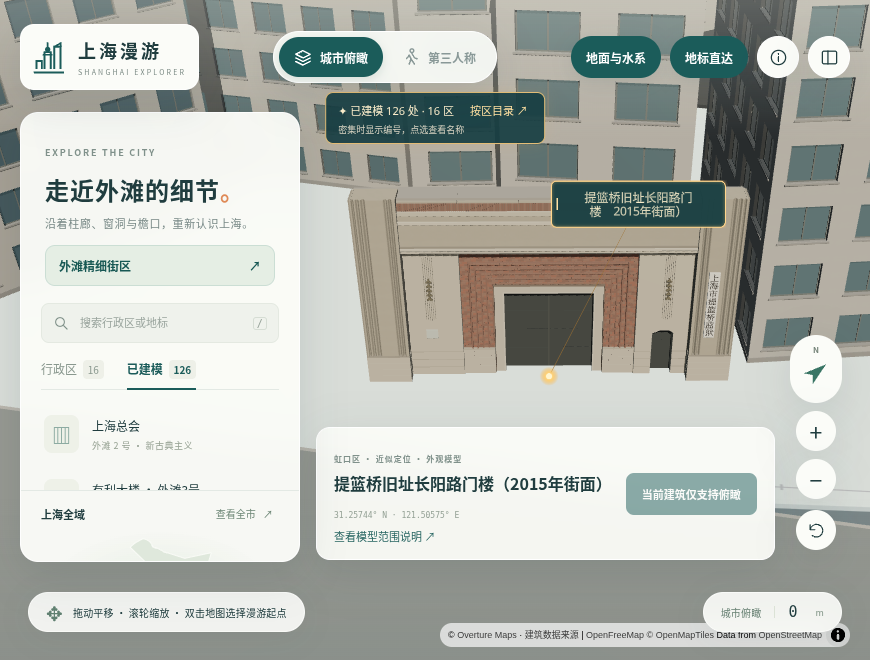 上海漫游
SHANGHAI EXPLORER
城市俯瞰
第三人称
地面与水系
地标直达
✦ 已建模 126 处 · 16 区 按区目录 ↗
密集时显示编号，点选查看名称
EXPLORE THE CITY
走近外滩的细节。
沿着柱廊、窗洞与檐口，重新认识上海。
外滩精细街区 ↗
搜索行政区或地标 /
行政区 16 已建模 126
上海总会
外滩 2 号 · 新古典主义
有利大楼 · 外滩3号
上海全域 查看全市 ↗
提篮桥旧址长阳路门
楼 2015年街面）
上海市提篮桥监狱
N
虹口区 · 近似定位 · 外观模型
提篮桥旧址长阳路门楼（2015年街面）
当前建筑仅支持俯瞰
31.25744° N · 121.50575° E
查看模型范围说明 ↗
拖动平移 · 滚轮缩放 · 双击地图选择漫游起点
城市俯瞰 0 m
© Overture Maps · 建筑数据来源 | OpenFreeMap © OpenMapTiles Data from OpenStreetMap